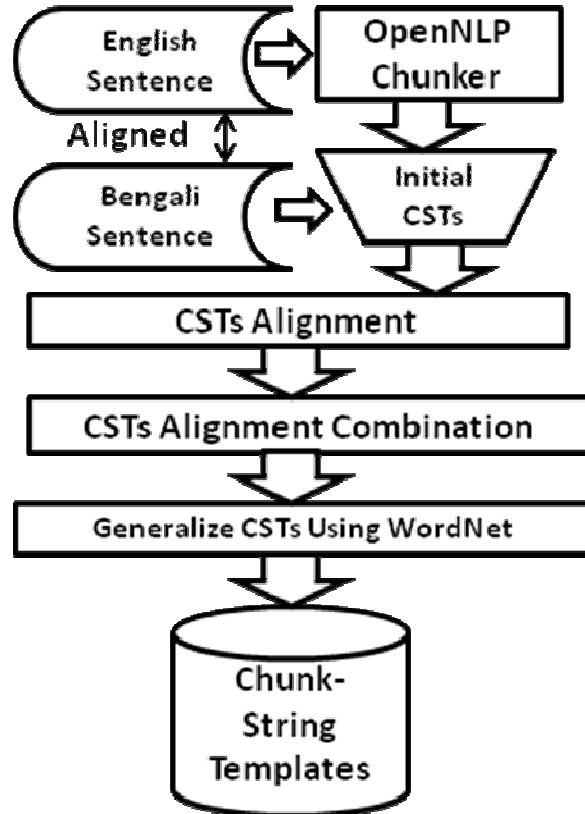 English
Sentence
OpenNLP
Chunker
Aligned
Bengali
Sentence
Initial
CSTs
CSTs Alignment
CSTs Alignment Combination
Generalize CSTs Using WordNet
Chunk-
String
Templates